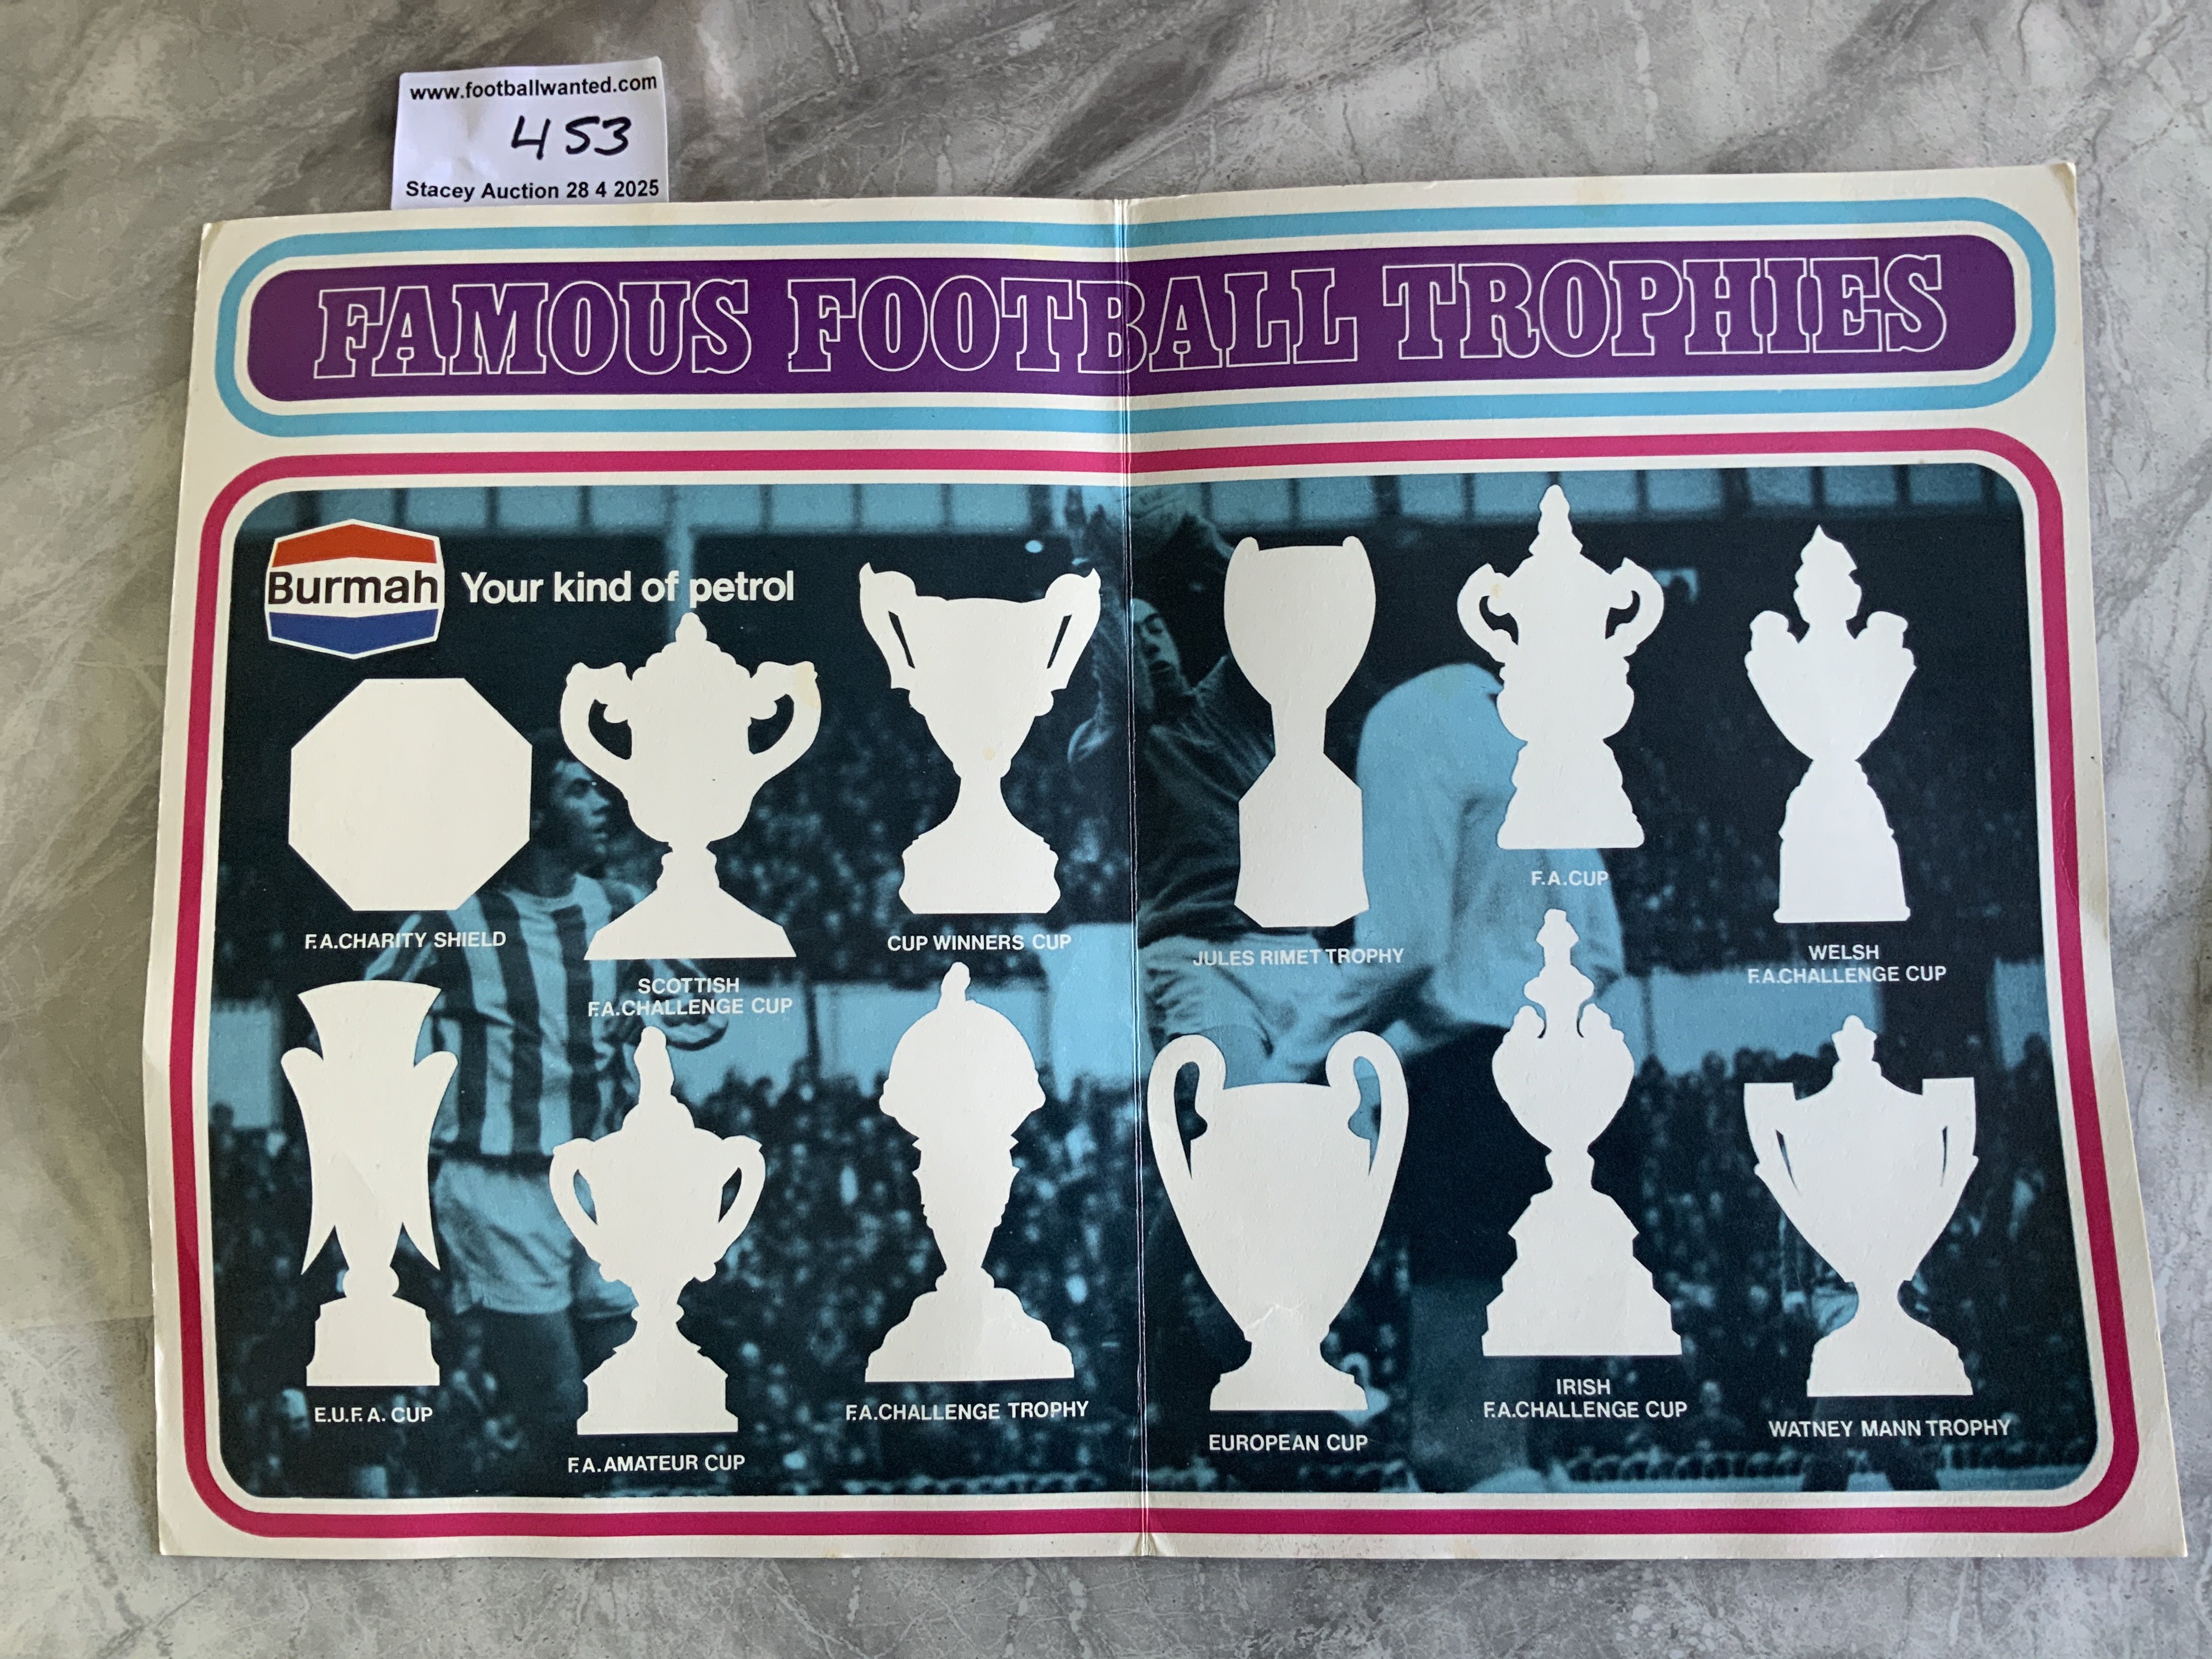 www.footballwanted.com
453
Stacey Auction 28 4 2025
FAMOUS FOOTBALL TROPHIES
Burmah
Your kind of petrol
F.A.CHARITY SHIELD
SCOTTISH
F.A.CHALLENGE CUP
CUP WINNERS CUP
JULES RIMET TROPHY
F.A.CUP
WELSH
F.A.CHALLENGE CUP
E.U.F.A. CUP
F.A.AMATEUR CUP
F.A.CHALLENGE TROPHY
EUROPEAN CUP
IRISH
F.A.CHALLENGE CUP
WATNEY MANN TROPHY